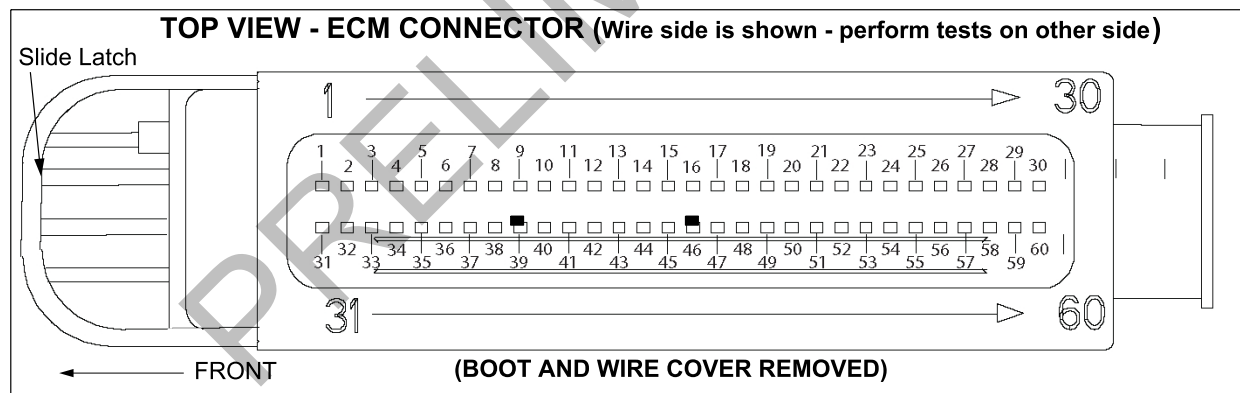 TOP VIEW - ECM CONNECTOR (Wire side is shown - perform tests on other side)
Slide Latch
1 30
1 3 5 7 9 11 13 15 17 19 21 23 25 27 29
2 4 6 8 10 12 14 16 18 20 22 24 26 28 30
32 34 36 38 40 42 44 46 48 50 52 54 56 58 60
31 33 35 37 39 41 43 45 47 49 51 53 55 57 59
31 60
FRONT
(BOOT AND WIRE COVER REMOVED)